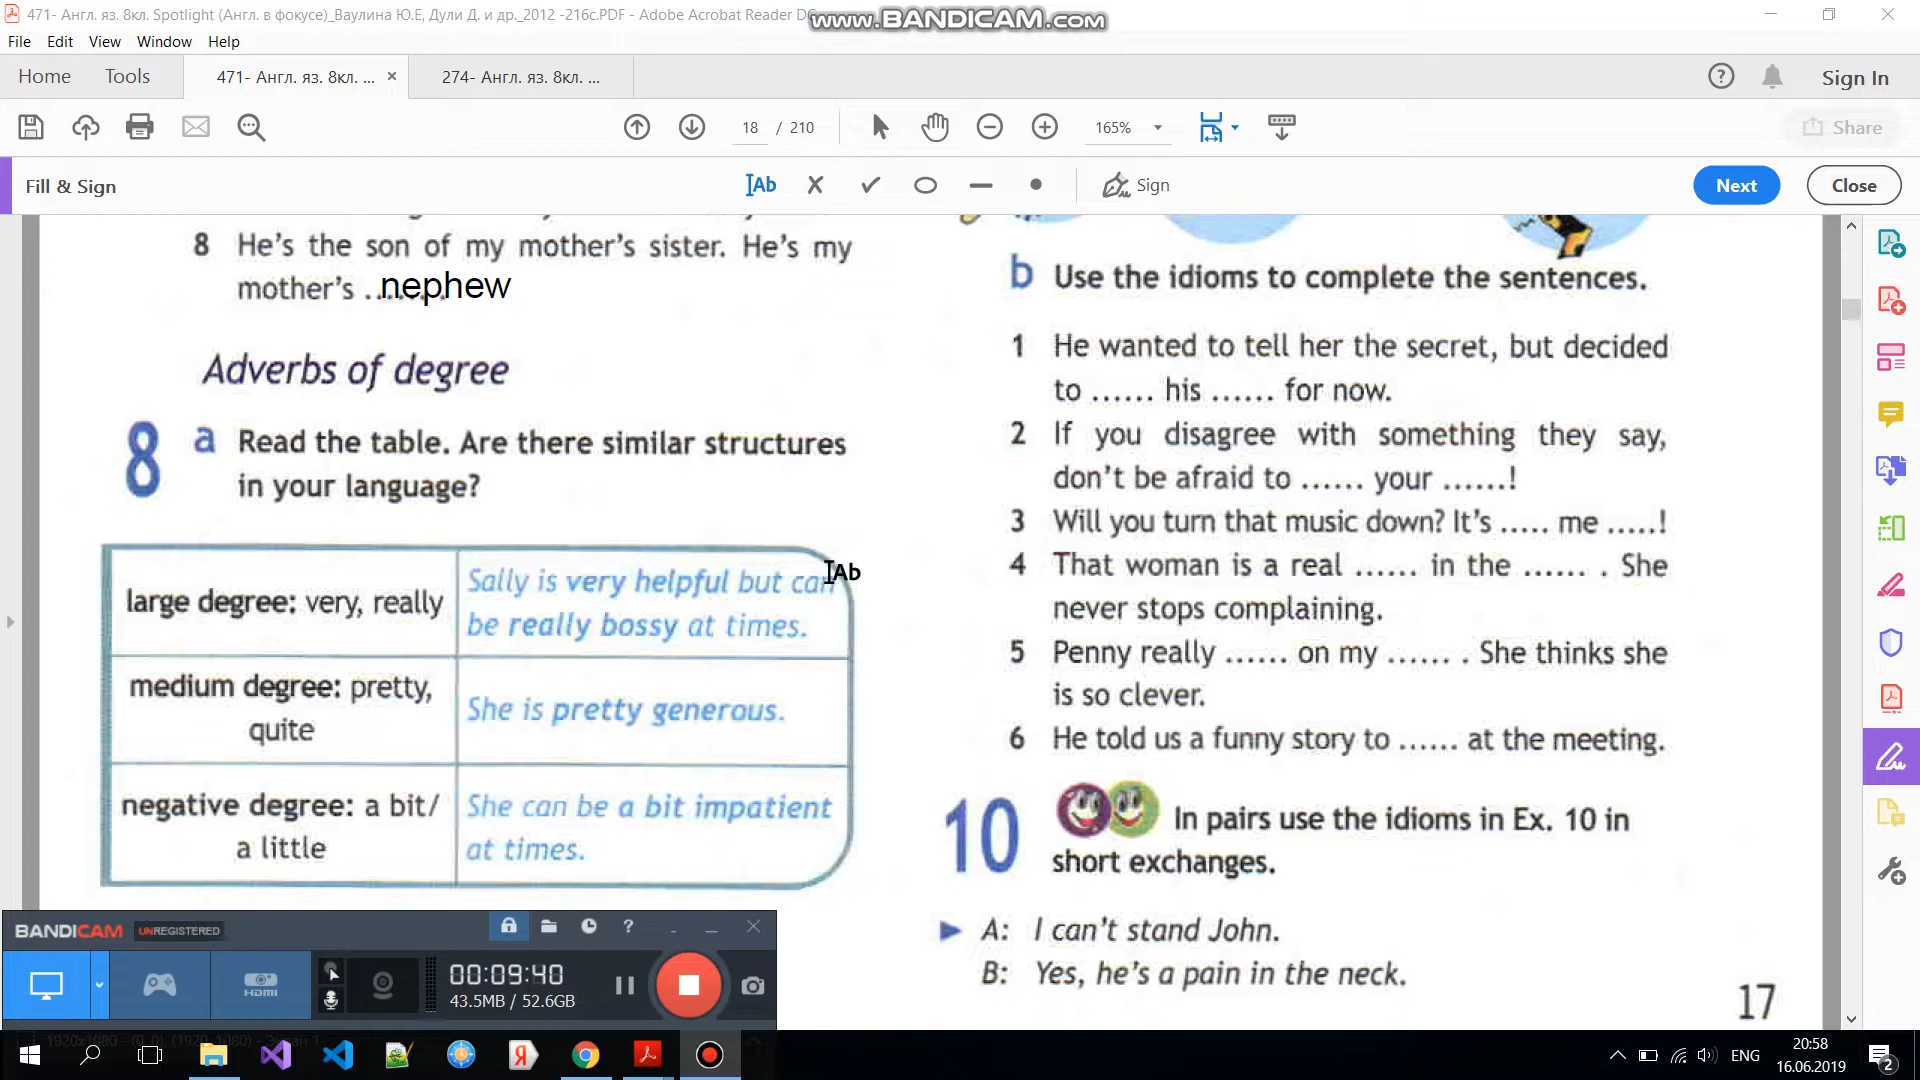 471- Англ. яз. 8кл. Spotlight (Англ. в фокусе)_Ваулина Ю.Е, Дули Д. и др._2012 -216с.PDF - Adobe Acrobat Reader DC
www.BANDICAM.com
File Edit View Window Help
Home Tools 471- Англ. яз. 8кл. ... × 274- Англ. яз. 8кл. ... Sign In
18 / 210 165% Share
Fill & Sign Ab Sign Next Close
8 He's the son of my mother's sister. He's my
mother's ....... nephew
Adverbs of degree
8 a Read the table. Are there similar structures
in your language?
large degree: very, really
Sally is very helpful but can
be really bossy at times.
medium degree: pretty,
quite
She is pretty generous.
negative degree: a bit/
a little
She can be a bit impatient
at times.
Ab
b Use the idioms to complete the sentences.
1 He wanted to tell her the secret, but decided
to ...... his ...... for now.
2 If you disagree with something they say,
don't be afraid to ...... your ......!
3 Will you turn that music down? It's ..... me .....!
4 That woman is a real ...... in the ...... . She
never stops complaining.
5 Penny really ...... on my ...... . She thinks she
is so clever.
6 He told us a funny story to ...... at the meeting.
10 In pairs use the idioms in Ex. 10 in
short exchanges.
A: I can't stand John.
B: Yes, he's a pain in the neck.
17
BANDICAM UNREGISTERED
HDMI
00:09:40
43.5MB / 52.6GB
1920x1080 - (0, 0), (1920, 1080) - Экран 1
ENG
20:58
16.06.2019
2